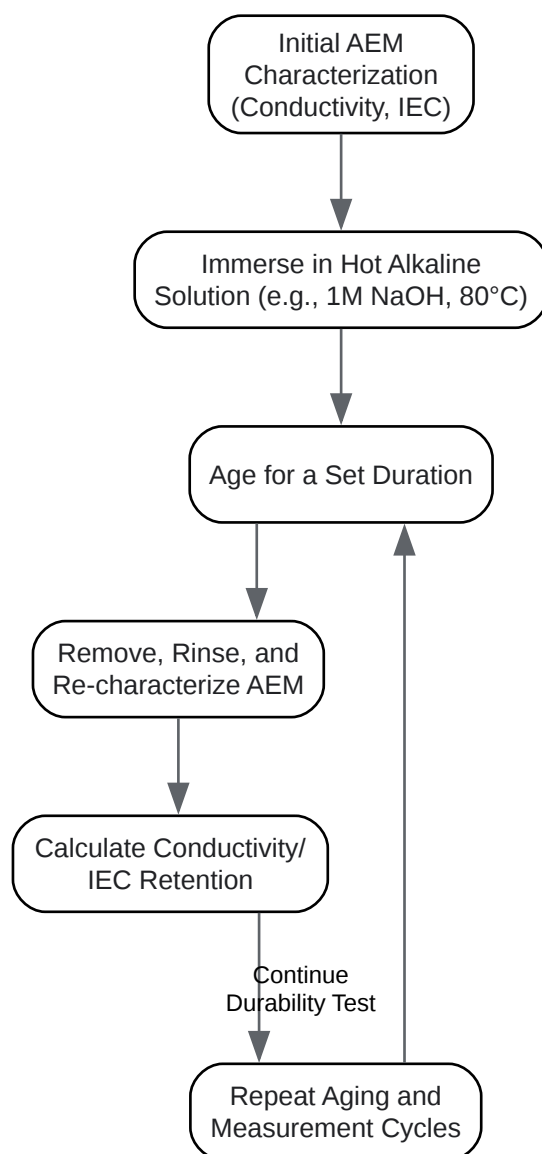 Initial AEM
Characterization
(Conductivity, IEC)
Immerse in Hot Alkaline
Solution (e.g., 1M NaOH, 80°C)
Age for a Set Duration
Remove, Rinse, and
Re-characterize AEM
Calculate Conductivity/
IEC Retention
Continue
Durability Test
Repeat Aging and
Measurement Cycles